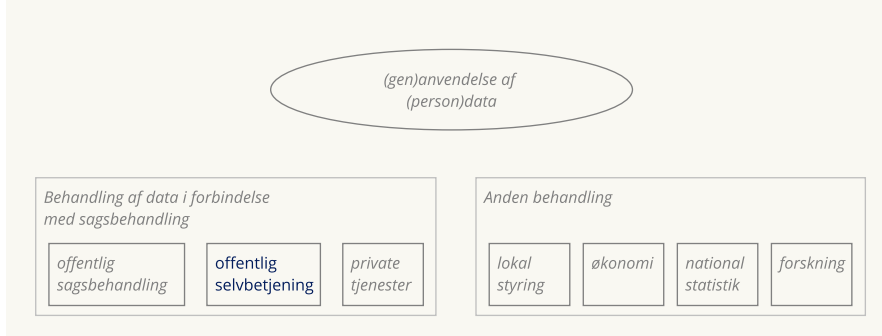 (gen)anvendelse af
(person)data
Behandling af data i forbindelse
med sagsbehandling
offentlig
sagsbehandling
offentlig
selvbetjening
private
tjenester
Anden behandling
lokal
styring
økonomi
national
statistik
forskning